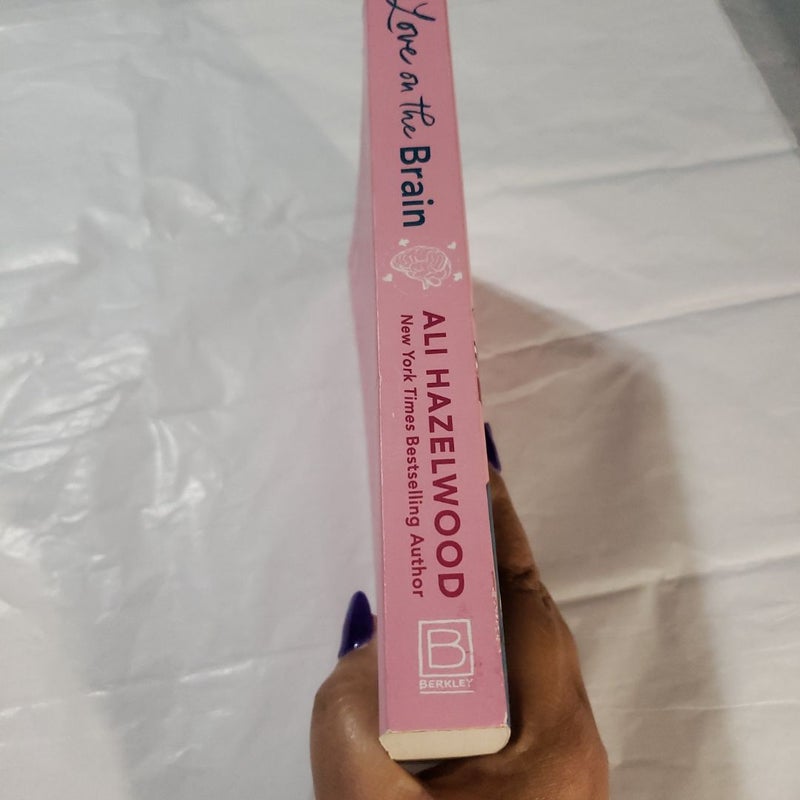 Love on the Brain
ALI HAZELWOOD
New York Times Bestselling Author
B
BERKLEY